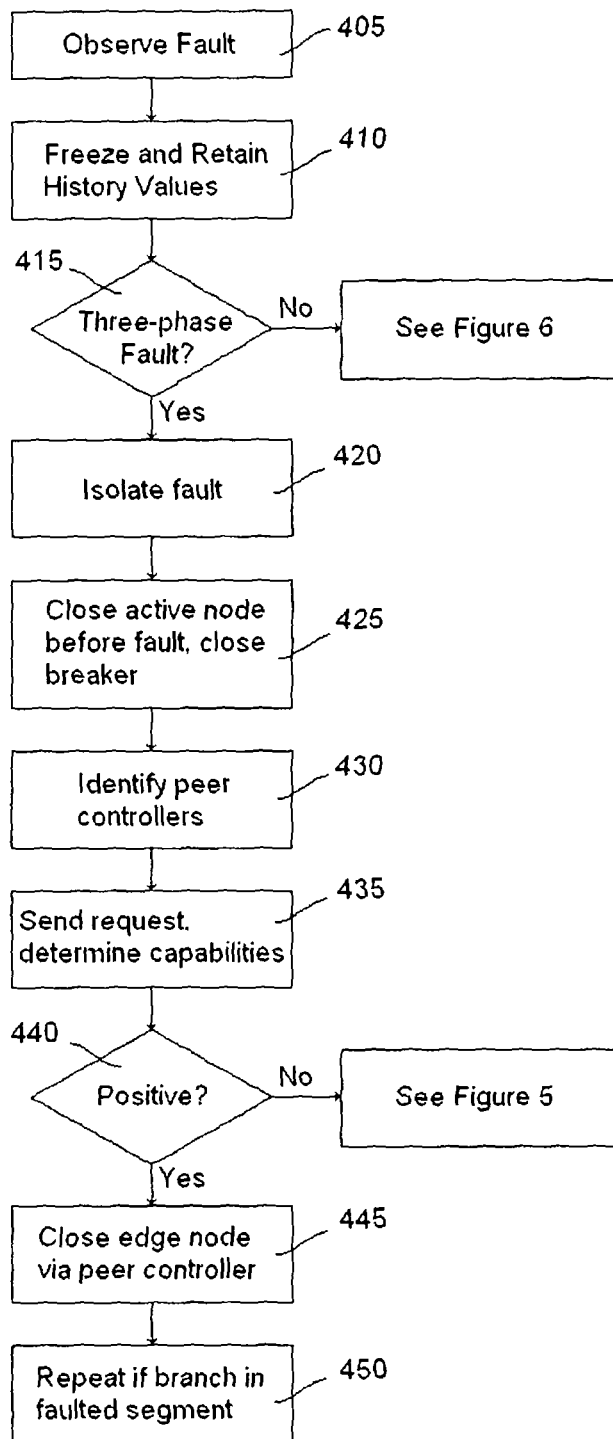 Observe Fault
405
Freeze and Retain
History Values
410
415
Three-phase
Fault?
No
See Figure 6
Yes
Isolate fault
420
Close active node
before fault, close
breaker
425
Identify peer
controllers
430
Send request,
determine capabilities
435
440
Positive?
No
See Figure 5
Yes
Close edge node
via peer controller
445
Repeat if branch in
faulted segment
450